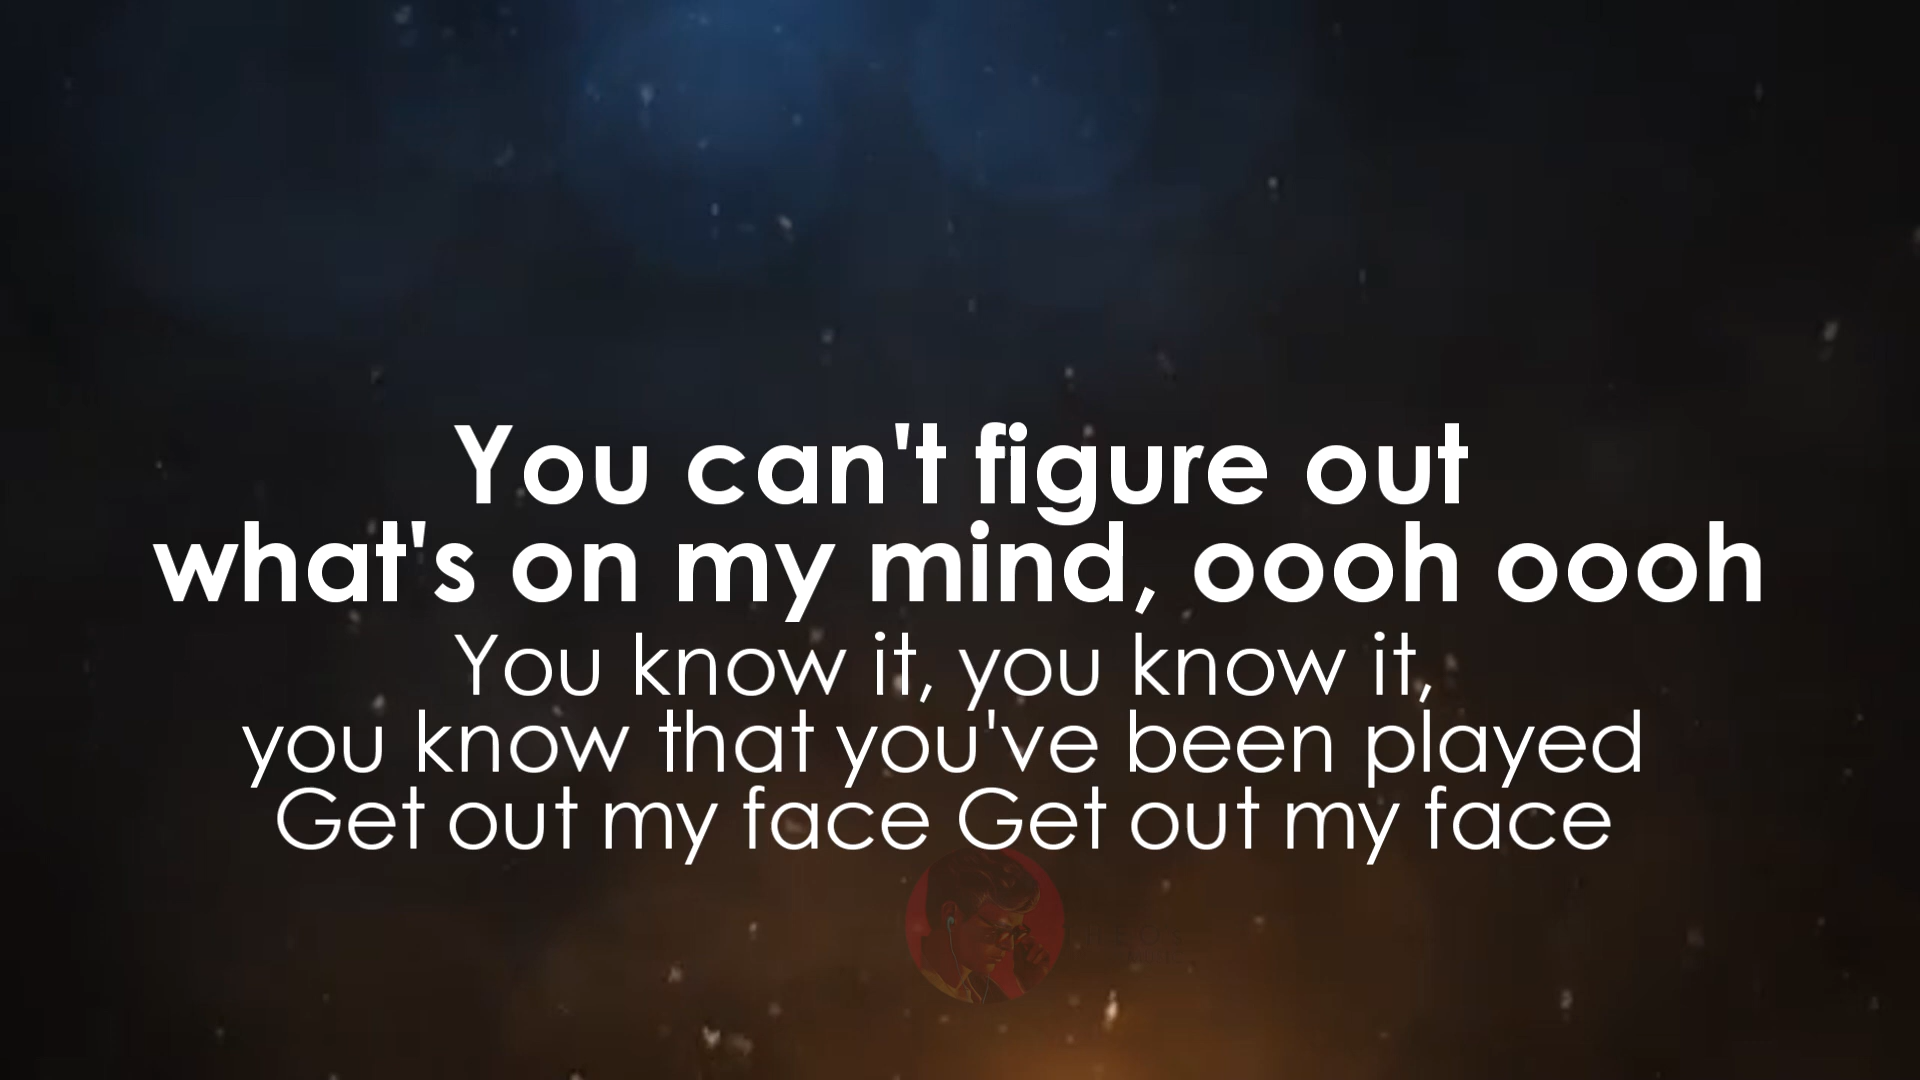 You can't figure out
what's on my mind, oooh oooh
You know it, you know it,
you know that you've been played
Get out my face Get out my face